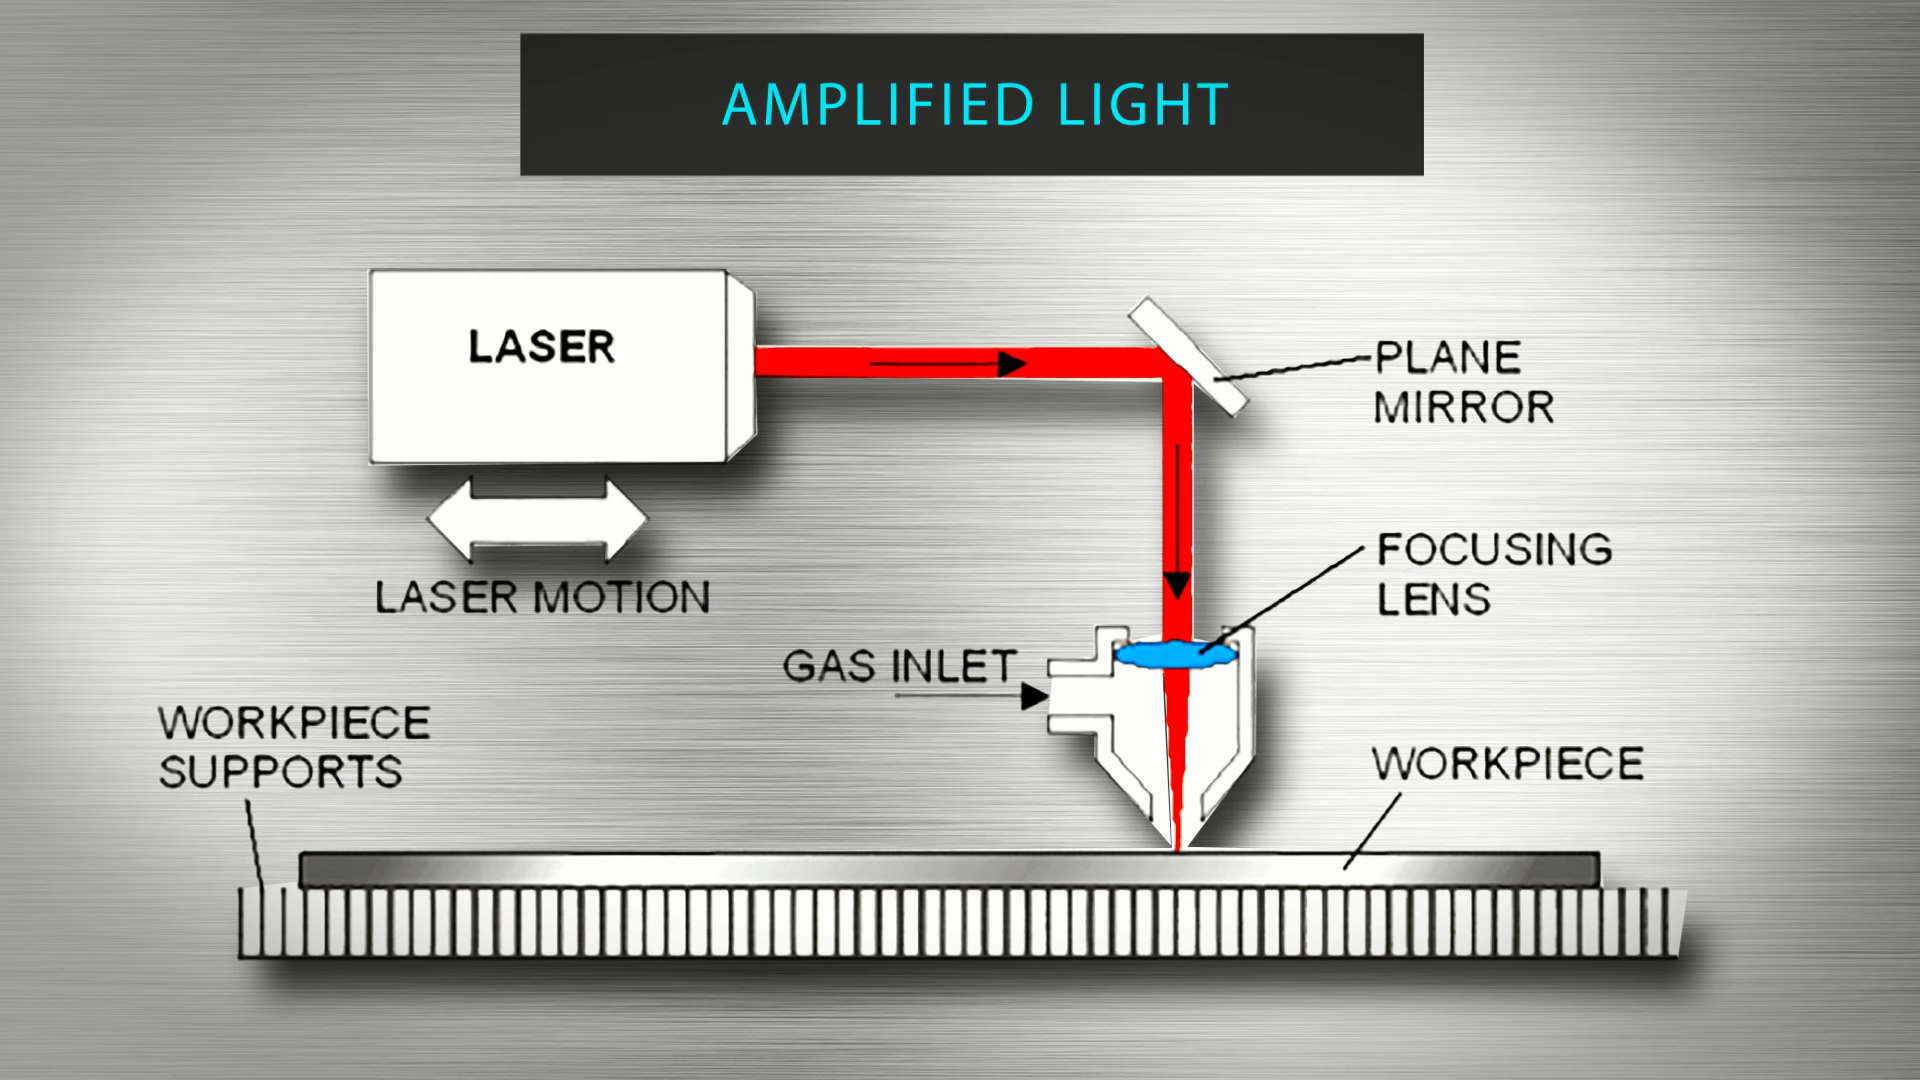 AMPLIFIED LIGHT
LASER
PLANE
MIRROR
LASER MOTION
FOCUSING
LENS
GAS INLET
WORKPIECE
SUPPORTS
WORKPIECE